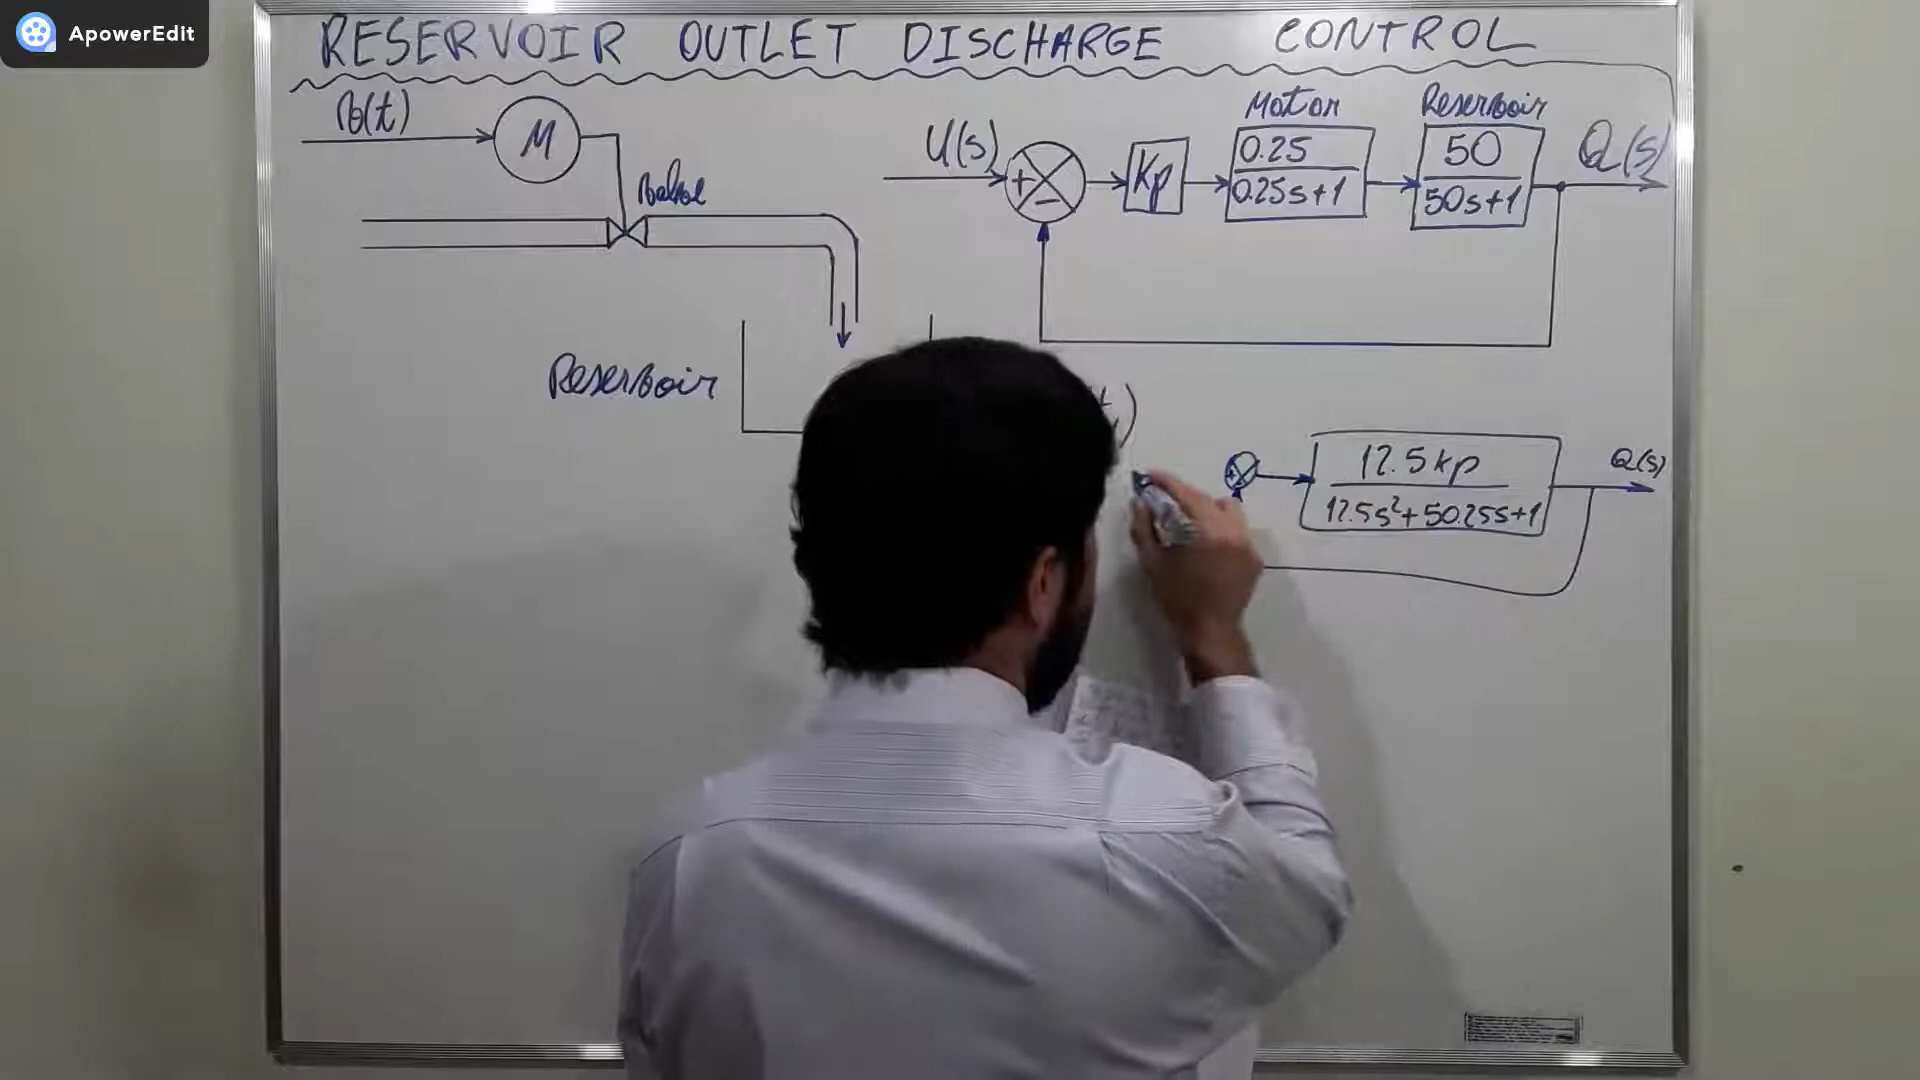 ApowerEdit
RESERVOIR OUTLET DISCHARGE CONTROL
M
U(s)
+
-
Kp
Motor
0.25
0.25s+1
Reservoir
50
50s+1
Q(s)
Reservoir
t)
+
12.5kp
12.5s²+50.25s+1
Q(s)